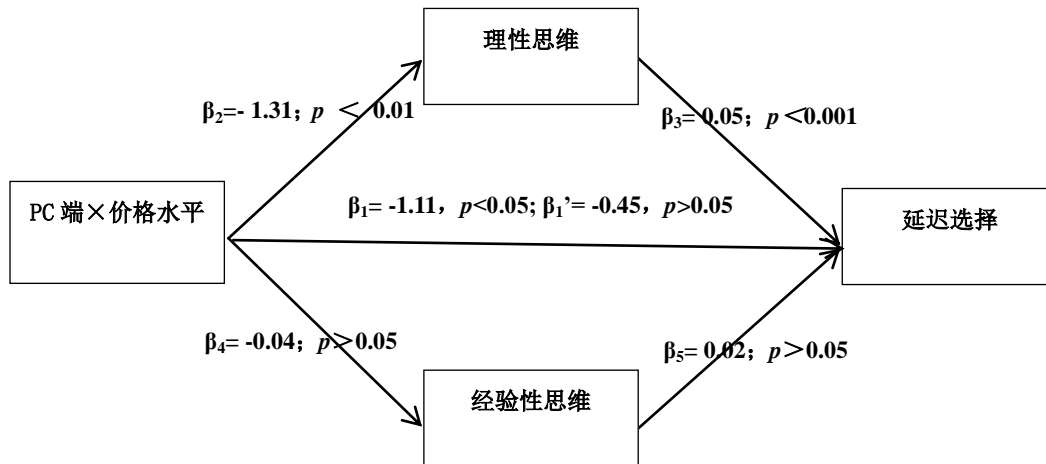 理性思维
β2=- 1.31；p ＜ 0.01
β3= 0.05；p＜0.001
PC 端×价格水平
β1= -1.11，p<0.05; β1’= -0.45，p>0.05
延迟选择
β4= -0.04；p＞0.05
β5= 0.02；p＞0.05
经验性思维